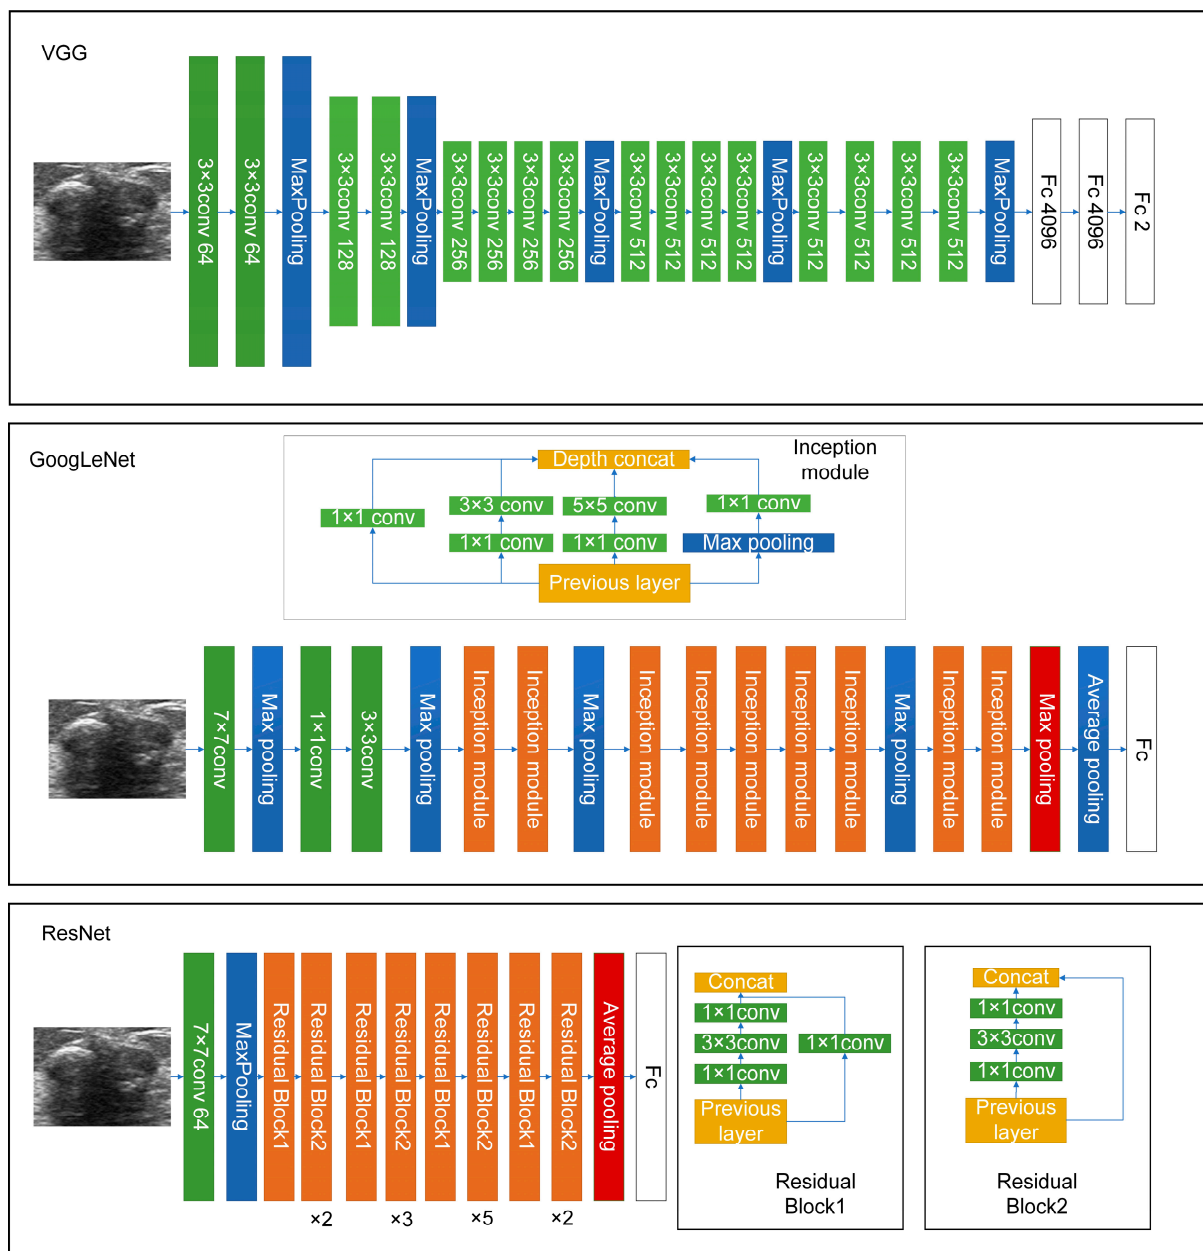 VGG
3×3conv 64
3×3conv 64
MaxPooling
3×3conv 128
3×3conv 128
MaxPooling
3×3conv 256
3×3conv 256
3×3conv 256
3×3conv 256
MaxPooling
3×3conv 512
3×3conv 512
3×3conv 512
3×3conv 512
MaxPooling
3×3conv 512
3×3conv 512
3×3conv 512
3×3conv 512
MaxPooling
Fc 4096
Fc 4096
Fc 2
GoogLeNet
Inception
module
Depth concat
1×1 conv
3×3 conv
5×5 conv
1×1 conv
1×1 conv
1×1 conv
Max pooling
Previous layer
7×7conv
Max pooling
1×1conv
3×3conv
Max pooling
Inception module
Inception module
Max pooling
Inception module
Inception module
Inception module
Inception module
Inception module
Max pooling
Inception module
Inception module
Max pooling
Average pooling
Fc
ResNet
7×7conv 64
MaxPooling
Residual Block1
Residual Block2
Residual Block1
Residual Block2
Residual Block1
Residual Block2
Residual Block1
Residual Block2
Average pooling
Fc
×2
×3
×5
×2
Concat
1×1conv
3×3conv
1×1conv
1×1conv
Previous
layer
Residual
Block1
Concat
1×1conv
3×3conv
1×1conv
Previous
layer
Residual
Block2